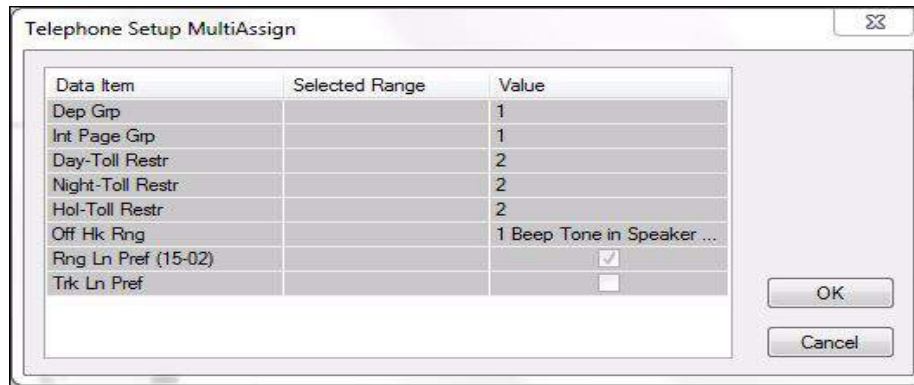 Telephone Setup MultiAssign
Data Item Selected Range Value
Dep Grp 1
Int Page Grp 1
Day-Toll Restr 2
Night-Toll Restr 2
Hol-Toll Restr 2
Off Hk Rng 1 Beep Tone in Speaker ...
Rng Ln Pref (15-02)
Trk Ln Pref
OK
Cancel